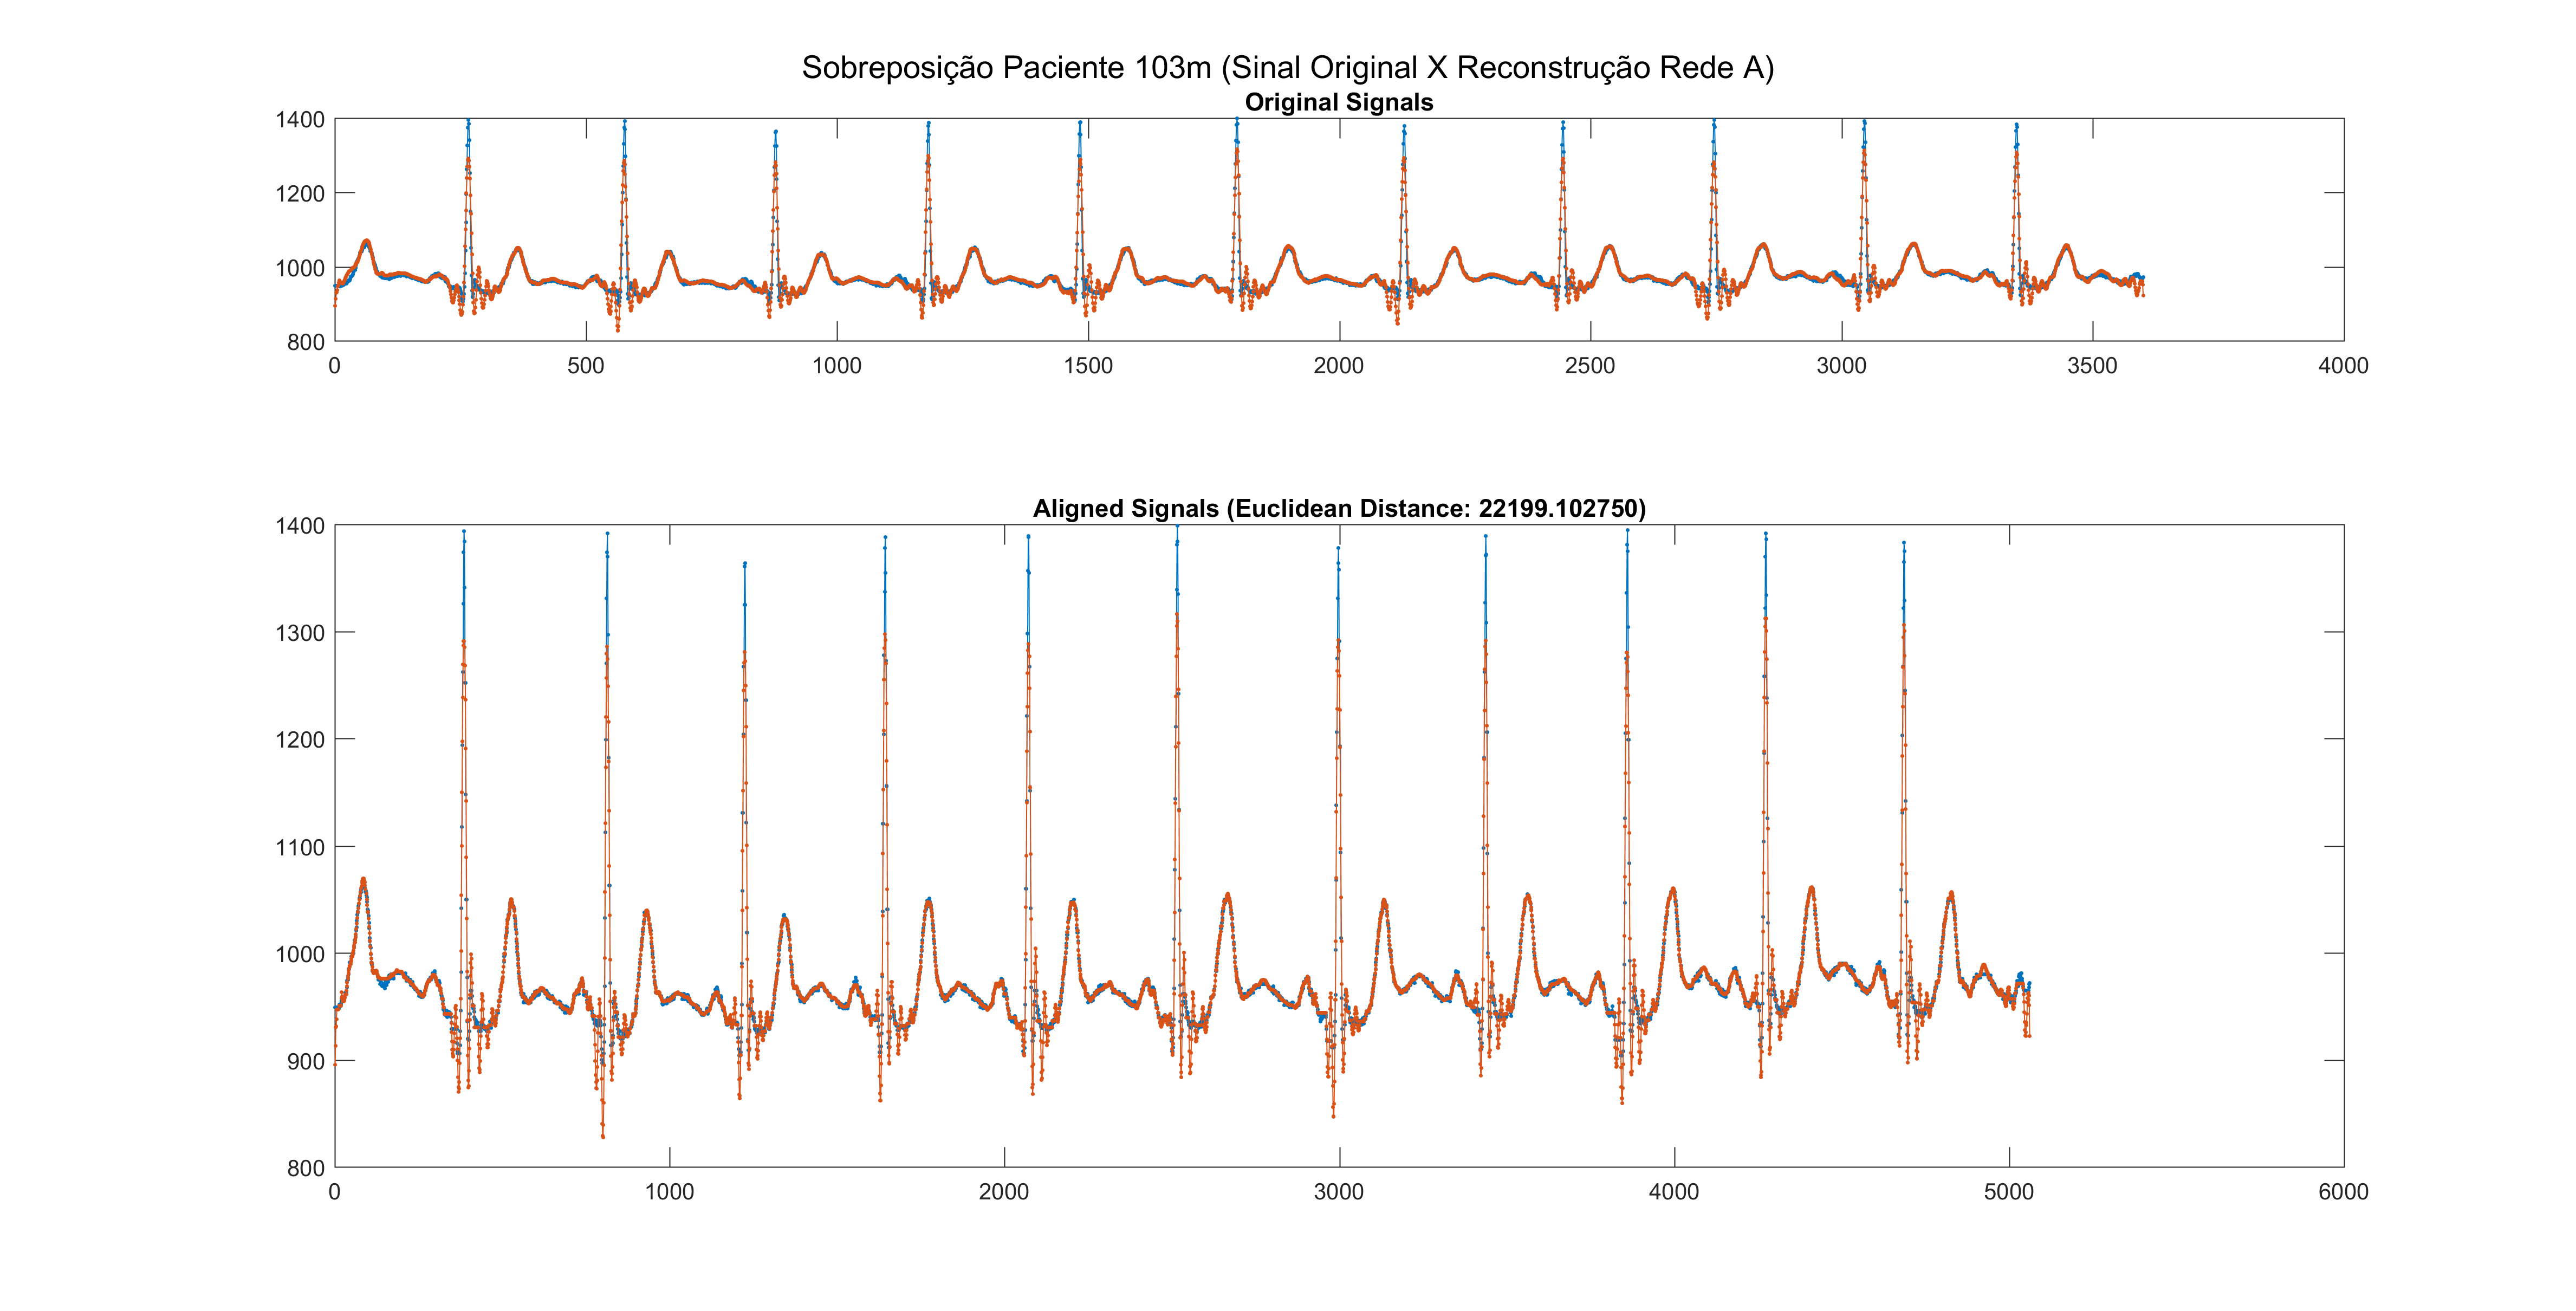 Sobreposição Paciente 103m (Sinal Original X Reconstrução Rede A)
Original Signals
1400
1200
1000
800
0 500 1000 1500 2000 2500 3000 3500 4000
Aligned Signals (Euclidean Distance: 22199.102750)
1400
1300
1200
1100
1000
900
800
0 1000 2000 3000 4000 5000 6000